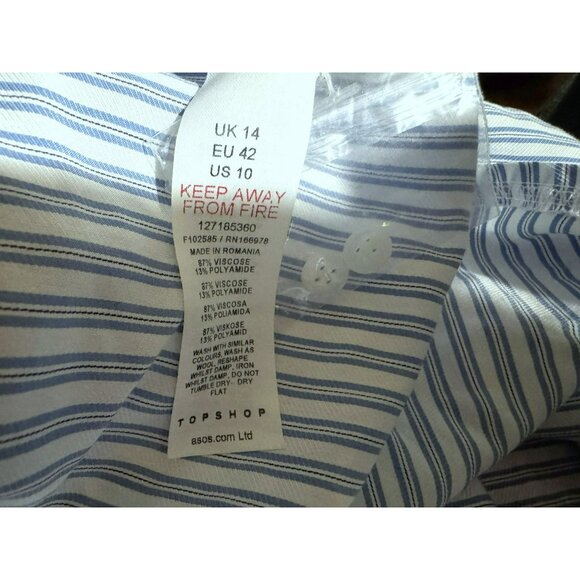 UK 14
EU 42
US 10
KEEP AWAY
FROM FIRE
127185360
F102585 / RN166978
MADE IN ROMANIA
87% VISCOSE
13% POLYAMIDE
87% VISCOSE
13% POLYAMIDE
87% VISCOSA
13% POLIAMIDA
87% VISKOSE
13% POLYAMID
WASH WITH SIMILAR
COLOURS, WASH AS
WOOL, RESHAPE
WHILST DAMP, IRON
WHILST DAMP, DO NOT
TUMBLE DRY-- DRY
FLAT
TOPSHOP
asos.com Ltd